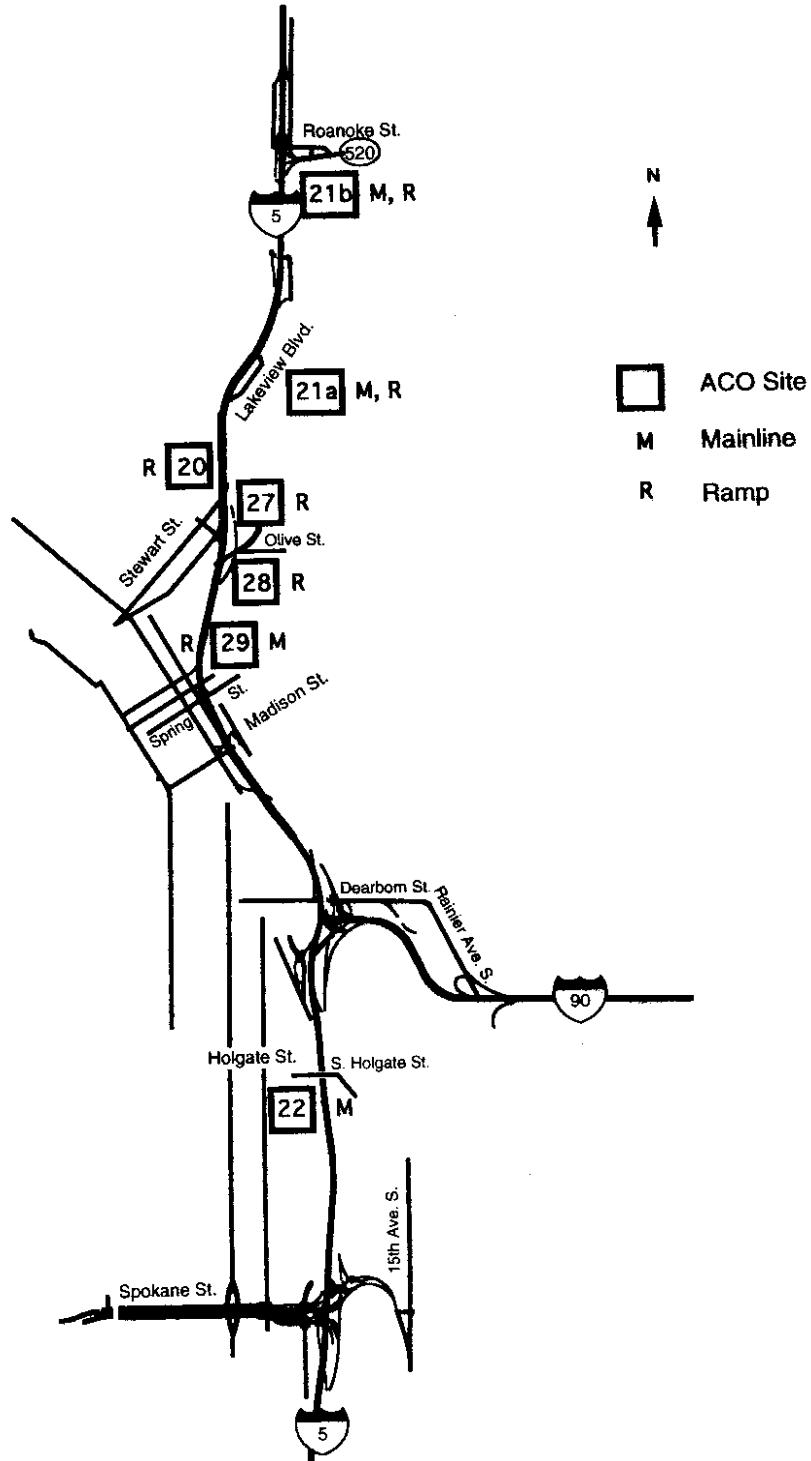 Roanoke St.
520
21b M, R
5
N
Lakeview Blvd.
21a M, R
ACO Site
M Mainline
R Ramp
R 20
27 R
Stewart St.
Olive St.
28 R
R 29 M
Spring St.
Madison St.
Dearborn St.
Rainier Ave. S.
90
Holgate St.
S. Holgate St.
22 M
15th Ave. S.
Spokane St.
5